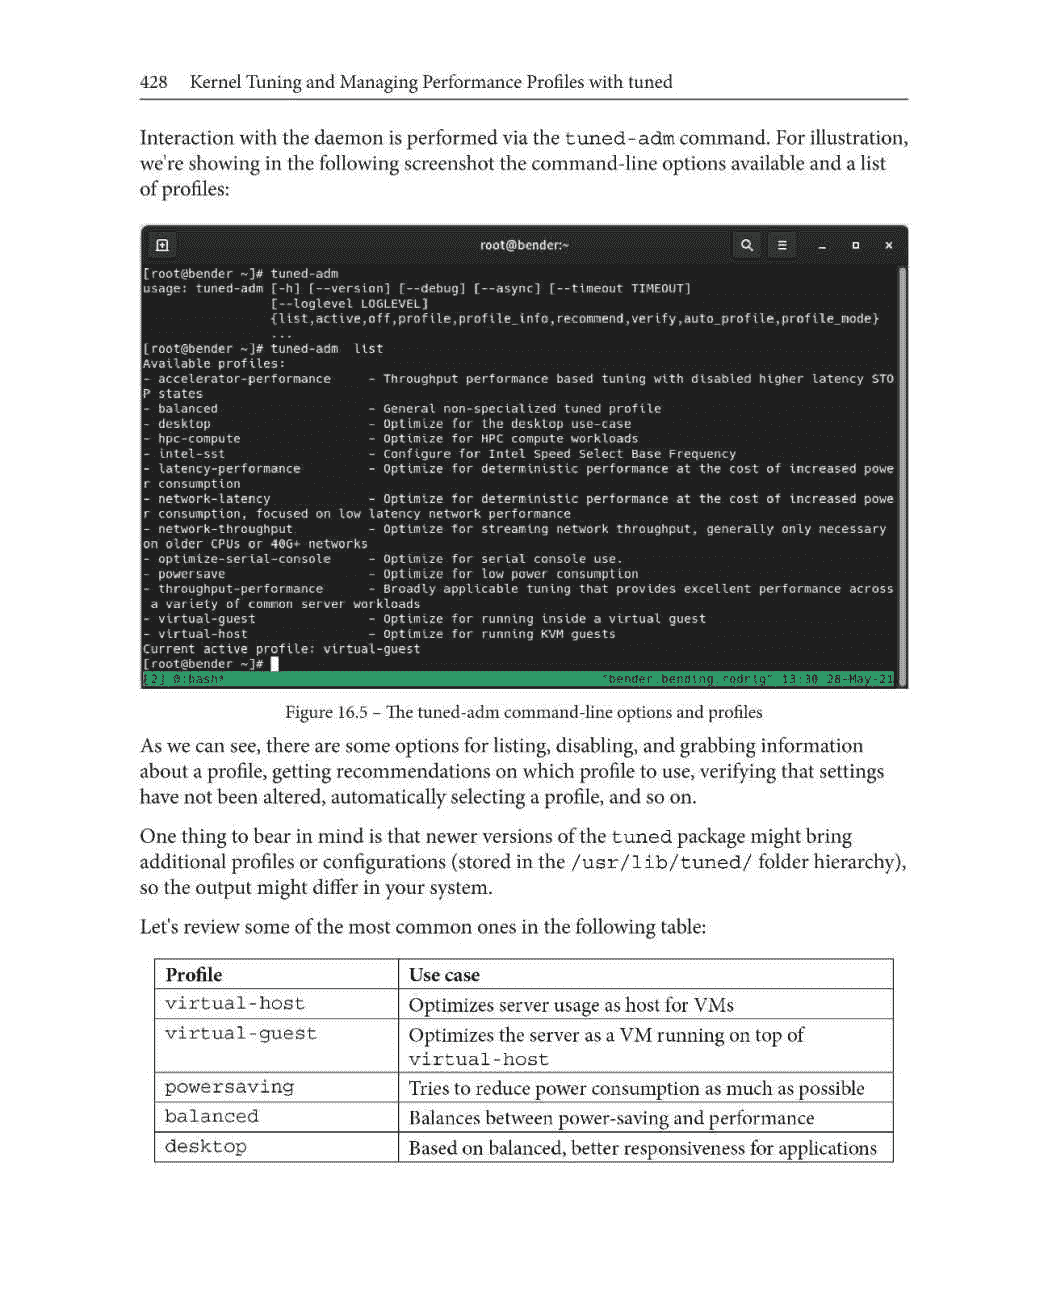 428 Kernel Tuning and Managing Performance Profiles with tuned
Interaction with the daemon is performed via the tuned-adm command. For illustration,
we're showing in the following screenshot the command-line options available and a list
of profiles:
root@bender:~
[root@bender ~]# tuned-adm
usage: tuned-adm [-h] [--version] [--debug] [--async] [--timeout TIMEOUT]
[--loglevel LOGLEVEL]
{list,active,off,profile,profile_info,recommend,verify,auto_profile,profile_mode}
...
[root@bender ~]# tuned-adm list
Available profiles:
- accelerator-performance - Throughput performance based tuning with disabled higher latency STO
P states
- balanced - General non-specialized tuned profile
- desktop - Optimize for the desktop use-case
- hpc-compute - Optimize for HPC compute workloads
- intel-sst - Configure for Intel Speed Select Base Frequency
- latency-performance - Optimize for deterministic performance at the cost of increased powe
r consumption
- network-latency - Optimize for deterministic performance at the cost of increased powe
r consumption, focused on low latency network performance
- network-throughput - Optimize for streaming network throughput, generally only necessary
on older CPUs or 40G+ networks
- optimize-serial-console - Optimize for serial console use.
- powersave - Optimize for low power consumption
- throughput-performance - Broadly applicable tuning that provides excellent performance across
a variety of common server workloads
- virtual-guest - Optimize for running inside a virtual guest
- virtual-host - Optimize for running KVM guests
Current active profile: virtual-guest
[root@bender ~]#
[2] 0:bash* "bender.bending.rodrig" 13:30 28-May-21
Figure 16.5 – The tuned-adm command-line options and profiles
As we can see, there are some options for listing, disabling, and grabbing information
about a profile, getting recommendations on which profile to use, verifying that settings
have not been altered, automatically selecting a profile, and so on.
One thing to bear in mind is that newer versions of the tuned package might bring
additional profiles or configurations (stored in the /usr/lib/tuned/ folder hierarchy),
so the output might differ in your system.
Let's review some of the most common ones in the following table:
Profile Use case
virtual-host Optimizes server usage as host for VMs
virtual-guest Optimizes the server as a VM running on top of
virtual-host
powersaving Tries to reduce power consumption as much as possible
balanced Balances between power-saving and performance
desktop Based on balanced, better responsiveness for applications